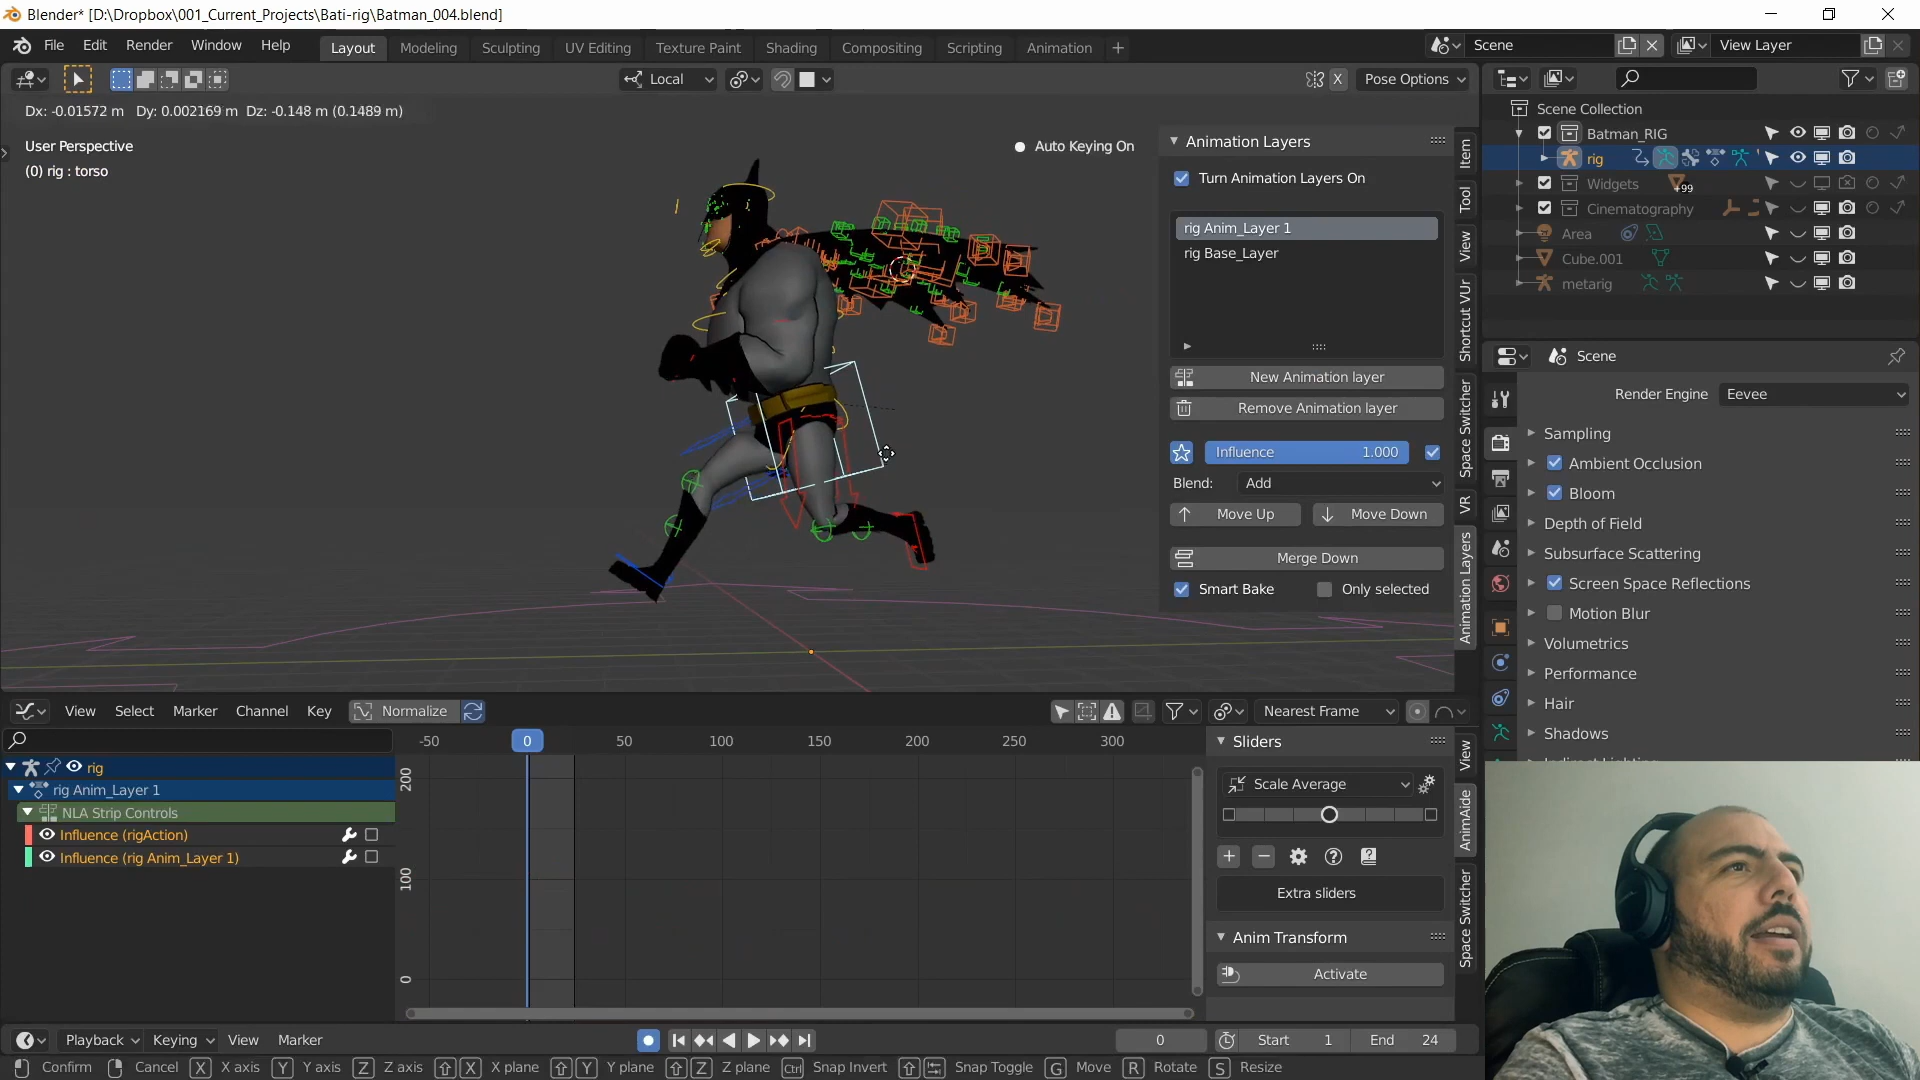 Blender* [D:\Dropbox\001_Current_Projects\Bati-rig\Batman_004.blend]
File Edit Render Window Help
Layout Modeling Sculpting UV Editing Texture Paint Shading Compositing Scripting Animation +
Scene
View Layer
Local
X
Pose Options
Dx: -0.01572 m Dy: 0.002169 m Dz: -0.148 m (0.1489 m)
User Perspective
(0) rig : torso
Auto Keying On
Animation Layers
Turn Animation Layers On
rig Anim_Layer 1
rig Base_Layer
New Animation layer
Remove Animation layer
Influence 1.000
Blend: Add
Move Up Move Down
Merge Down
Smart Bake Only selected
Item
Tool
View
Shortcut VUr
Space Switcher
VR
Animation Layers
Scene Collection
Batman_RIG
rig
Widgets +99
Cinematography
Area
Cube.001
metarig
Scene
Render Engine Eevee
Sampling
Ambient Occlusion
Bloom
Depth of Field
Subsurface Scattering
Screen Space Reflections
Motion Blur
Volumetrics
Performance
Hair
Shadows
View Select Marker Channel Key Normalize
Nearest Frame
-50 0 50 100 150 200 250 300
200
100
0
rig
rig Anim_Layer 1
NLA Strip Controls
Influence (rigAction)
Influence (rig Anim_Layer 1)
Sliders
Scale Average
Extra sliders
Anim Transform
Activate
View
AnimAide
Space Switcher
Playback Keying View Marker
0 Start 1 End 24
Confirm Cancel X X axis Y Y axis Z Z axis X X plane Y Y plane Z Z plane Ctrl Snap Invert Snap Toggle G Move R Rotate S Resize